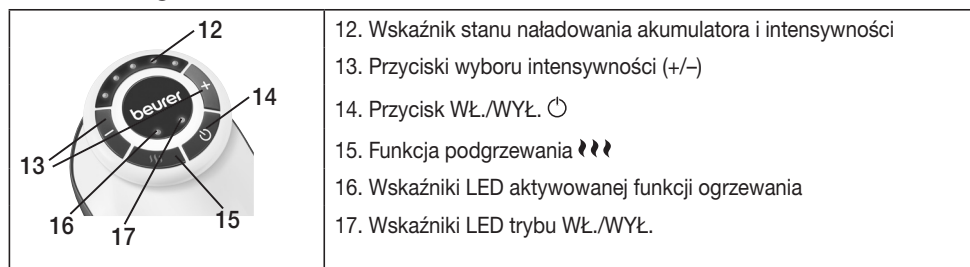 12
14
13
16
17
15
beurer
+
–
12. Wskaźnik stanu naładowania akumulatora i intensywności
13. Przyciski wyboru intensywności (+/–)
14. Przycisk WŁ./WYŁ.
15. Funkcja podgrzewania
16. Wskaźniki LED aktywowanej funkcji ogrzewania
17. Wskaźniki LED trybu WŁ./WYŁ.